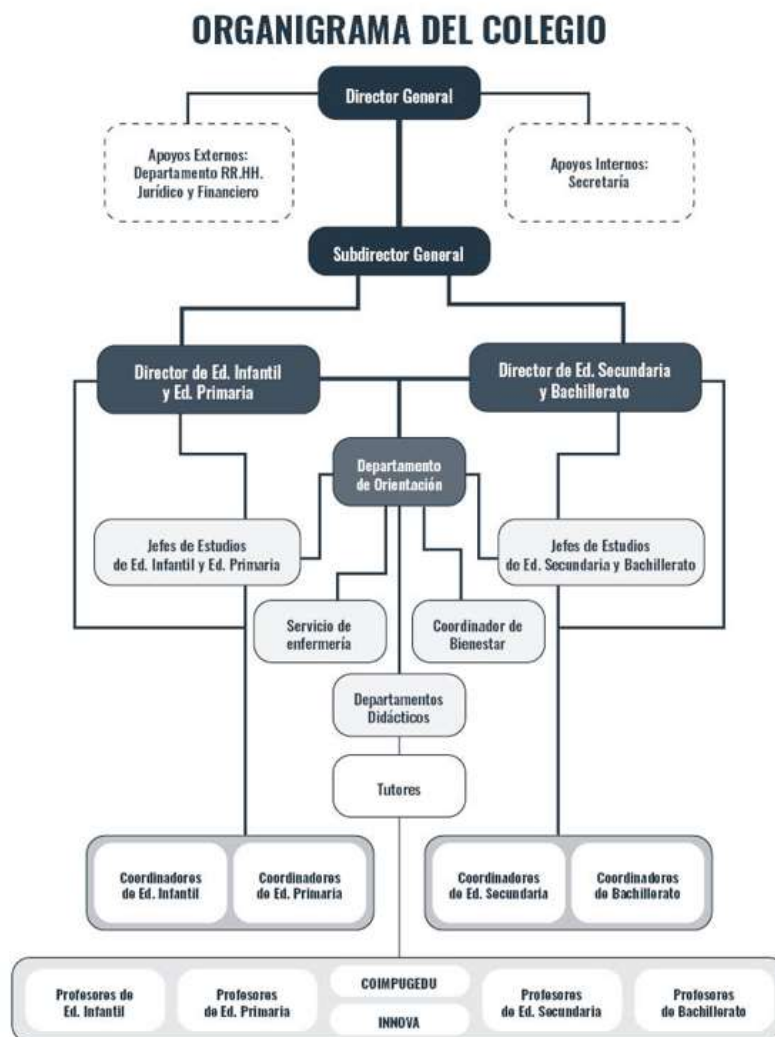 ORGANIGRAMA DEL COLEGIO
Director General
Apoyos Externos:
Departamento RR.HH.
Jurídico y Financiero
Apoyos Internos:
Secretaría
Subdirector General
Director de Ed. Infantil
y Ed. Primaria
Director de Ed. Secundaria
y Bachillerato
Departamento
de Orientación
Jefes de Estudios
de Ed. Infantil y Ed. Primaria
Jefes de Estudios
de Ed. Secundaria y Bachillerato
Servicio de
enfermería
Coordinador de
Bienestar
Departamentos
Didácticos
Tutores
Coordinadores
de Ed. Infantil
Coordinadores
de Ed. Primaria
Coordinadores
de Ed. Secundaria
Coordinadores
de Bachillerato
Profesores de
Ed. Infantil
Profesores
de Ed. Primaria
COIMPUGEDU
INNOVA
Profesores
de Ed. Secundaria
Profesores
de Bachillerato